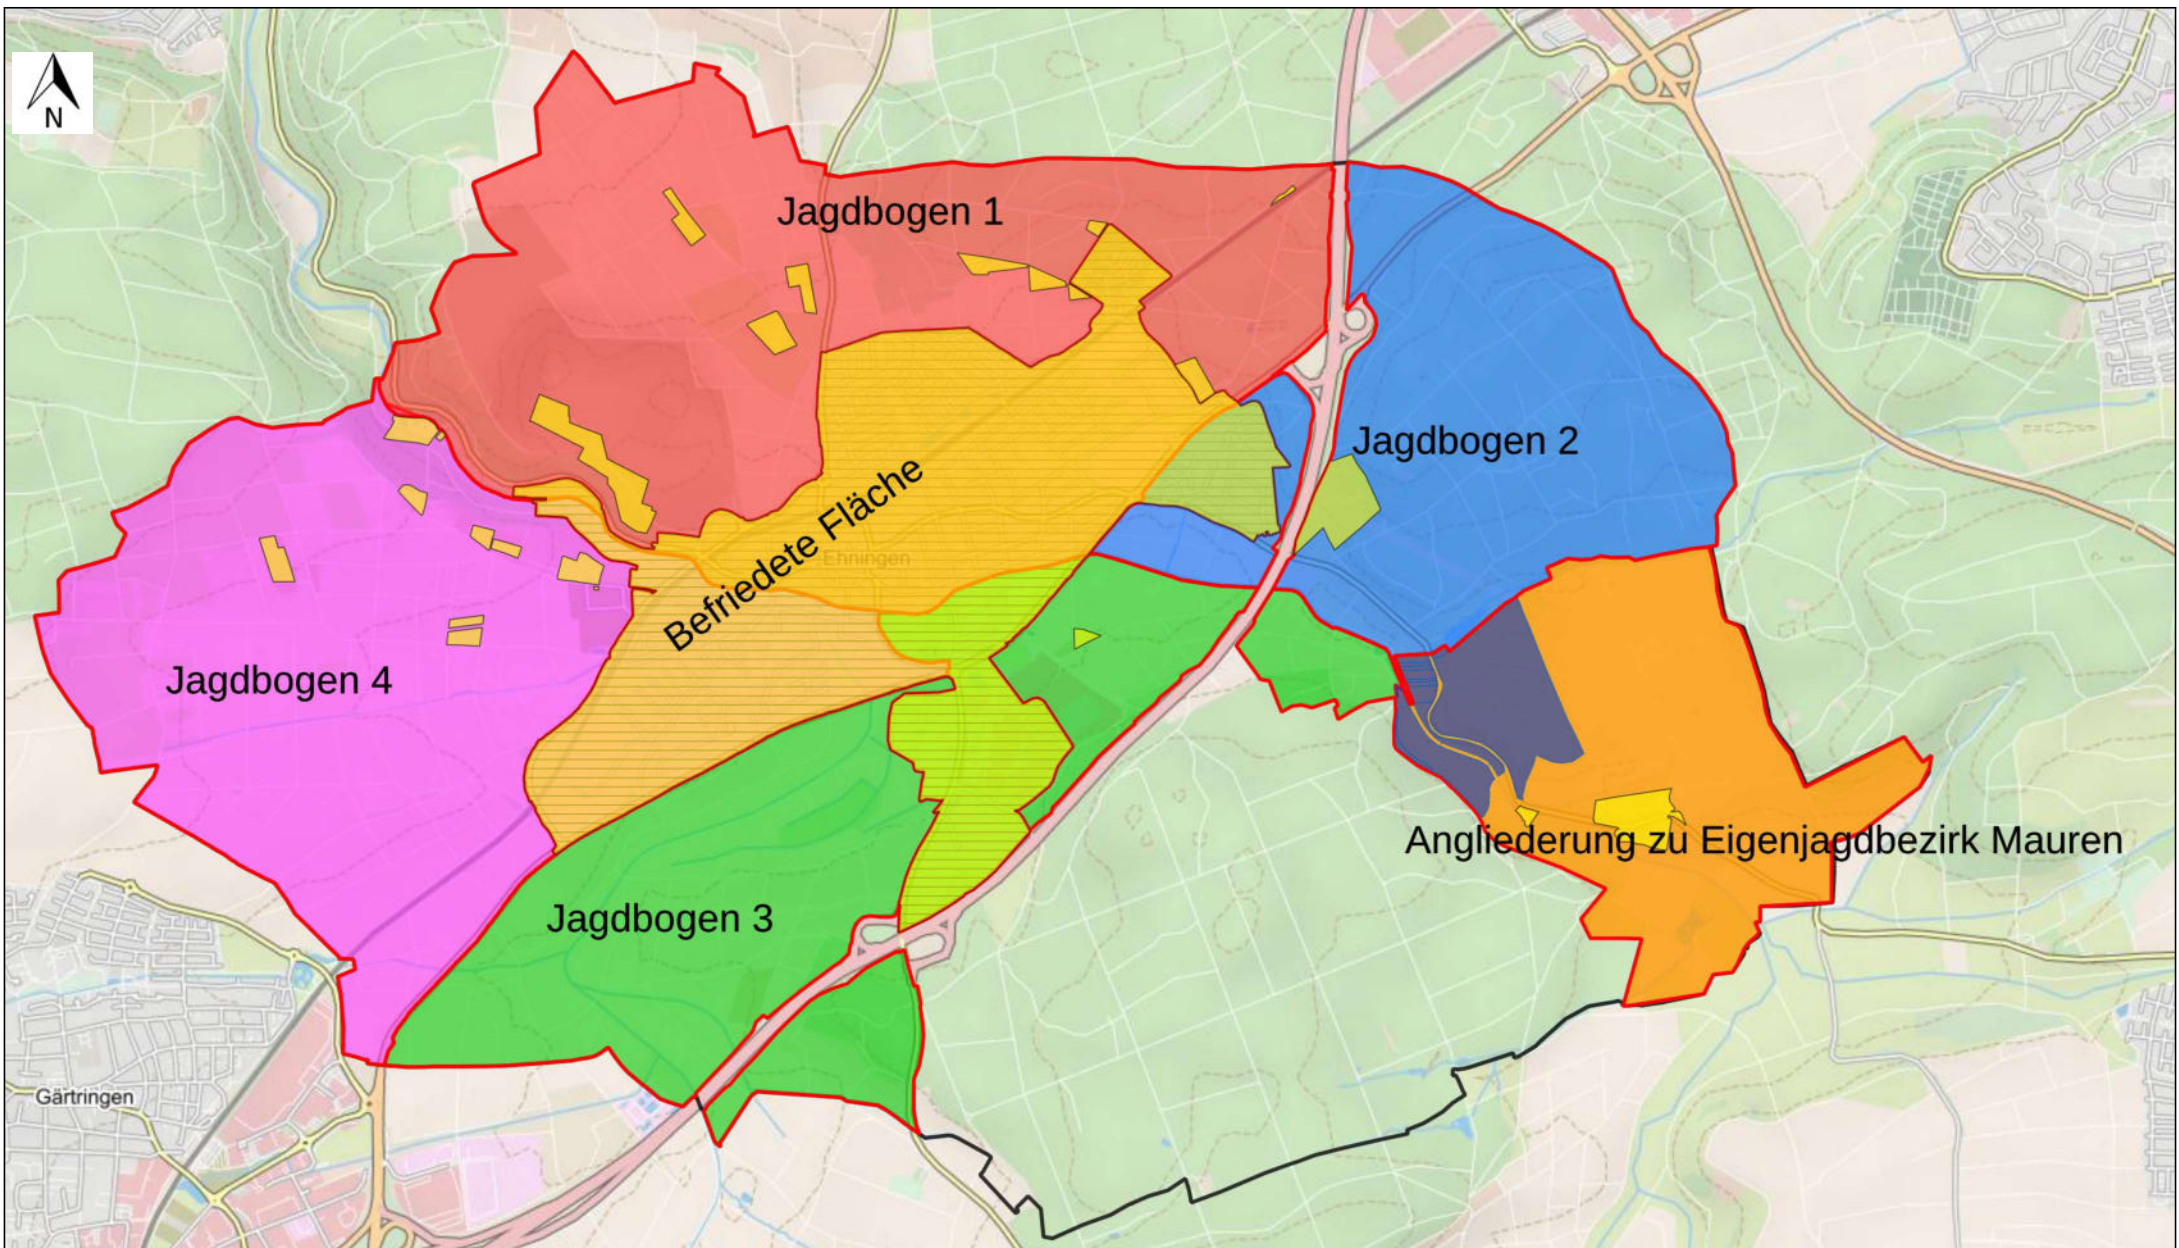 N
Jagdbogen 1
Jagdbogen 2
Befriedete Fläche
Ehningen
Jagdbogen 4
Angliederung zu Eigenjagdbezirk Mauren
Jagdbogen 3
Gärtringen